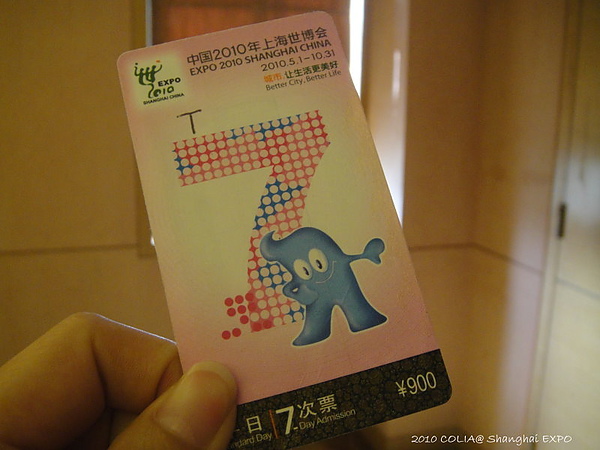 中国2010年上海世博会
EXPO 2010 SHANGHAI CHINA
2010.5.1-10.31
城市,让生活更美好
Better City, Better Life
EXPO
2010
SHANGHAI CHINA
T
7
日 7 次票
Day 7- Day Admission
¥900
2010 COLIA@ Shanghai EXPO